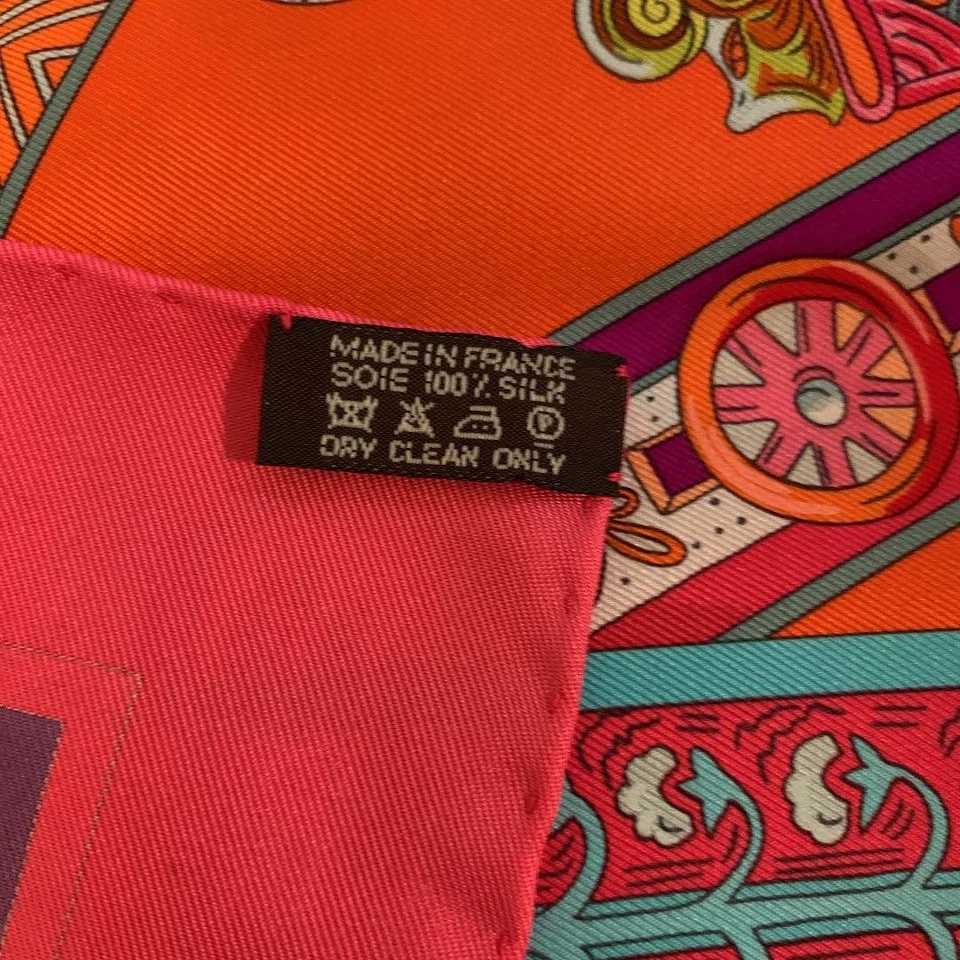 MADE IN FRANCE
SOIE 100% SILK
P
DRY CLEAN ONLY